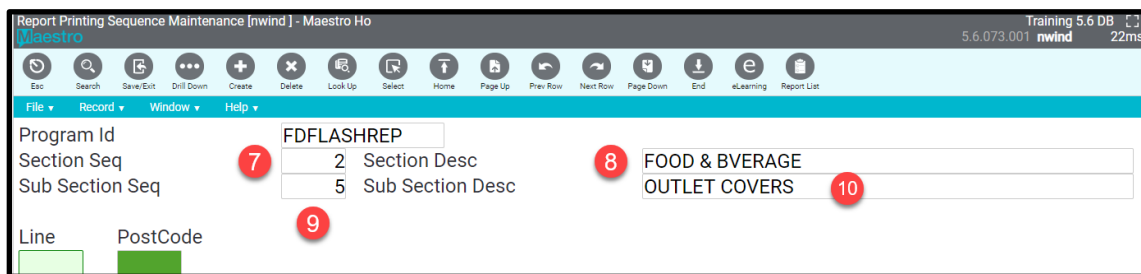 Report Printing Sequence Maintenance [nwind ] - Maestro Ho Training 5.6 DB
Maestro 5.6.073.001 nwind 22ms
Esc Search Save/Exit Drill Down Create Delete Look Up Select Home Page Up Prev Row Next Row Page Down End eLearning Report List
File Record Window Help
Program Id FDFLASHREP
Section Seq 7 2 Section Desc 8 FOOD & BVERAGE
Sub Section Seq 5 Sub Section Desc OUTLET COVERS 10
9
Line PostCode